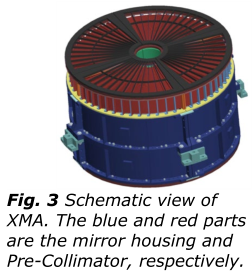 Fig. 3 Schematic view of
XMA. The blue and red parts
are the mirror housing and
Pre-Collimator, respectively.